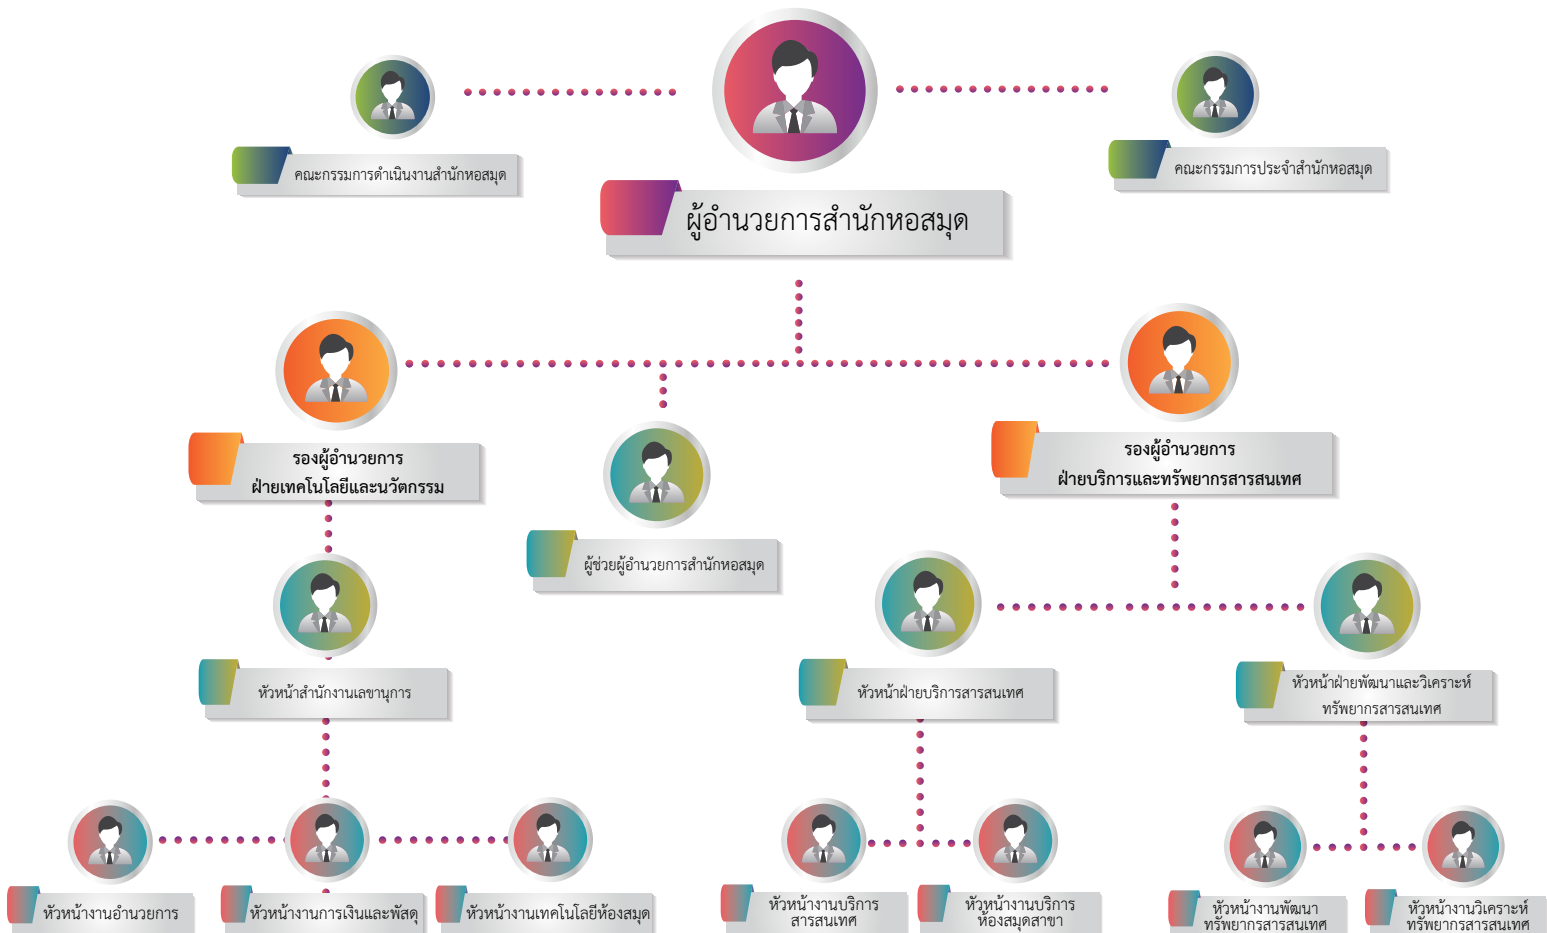 คณะกรรมการดำเนินงานสำนักหอสมุด
คณะกรรมการประจำสำนักหอสมุด
ผู้อำนวยการสำนักหอสมุด
รองผู้อำนวยการ
ฝ่ายเทคโนโลยีและนวัตกรรม
รองผู้อำนวยการ
ฝ่ายบริการและทรัพยากรสารสนเทศ
ผู้ช่วยผู้อำนวยการสำนักหอสมุด
หัวหน้าสำนักงานเลขานุการ
หัวหน้าฝ่ายบริการสารสนเทศ
หัวหน้าฝ่ายพัฒนาและวิเคราะห์
ทรัพยากรสารสนเทศ
หัวหน้างานอำนวยการ
หัวหน้างานการเงินและพัสดุ
หัวหน้างานเทคโนโลยีห้องสมุด
หัวหน้างานบริการ
สารสนเทศ
หัวหน้างานบริการ
ห้องสมุดสาขา
หัวหน้างานพัฒนา
ทรัพยากรสารสนเทศ
หัวหน้างานวิเคราะห์
ทรัพยากรสารสนเทศ